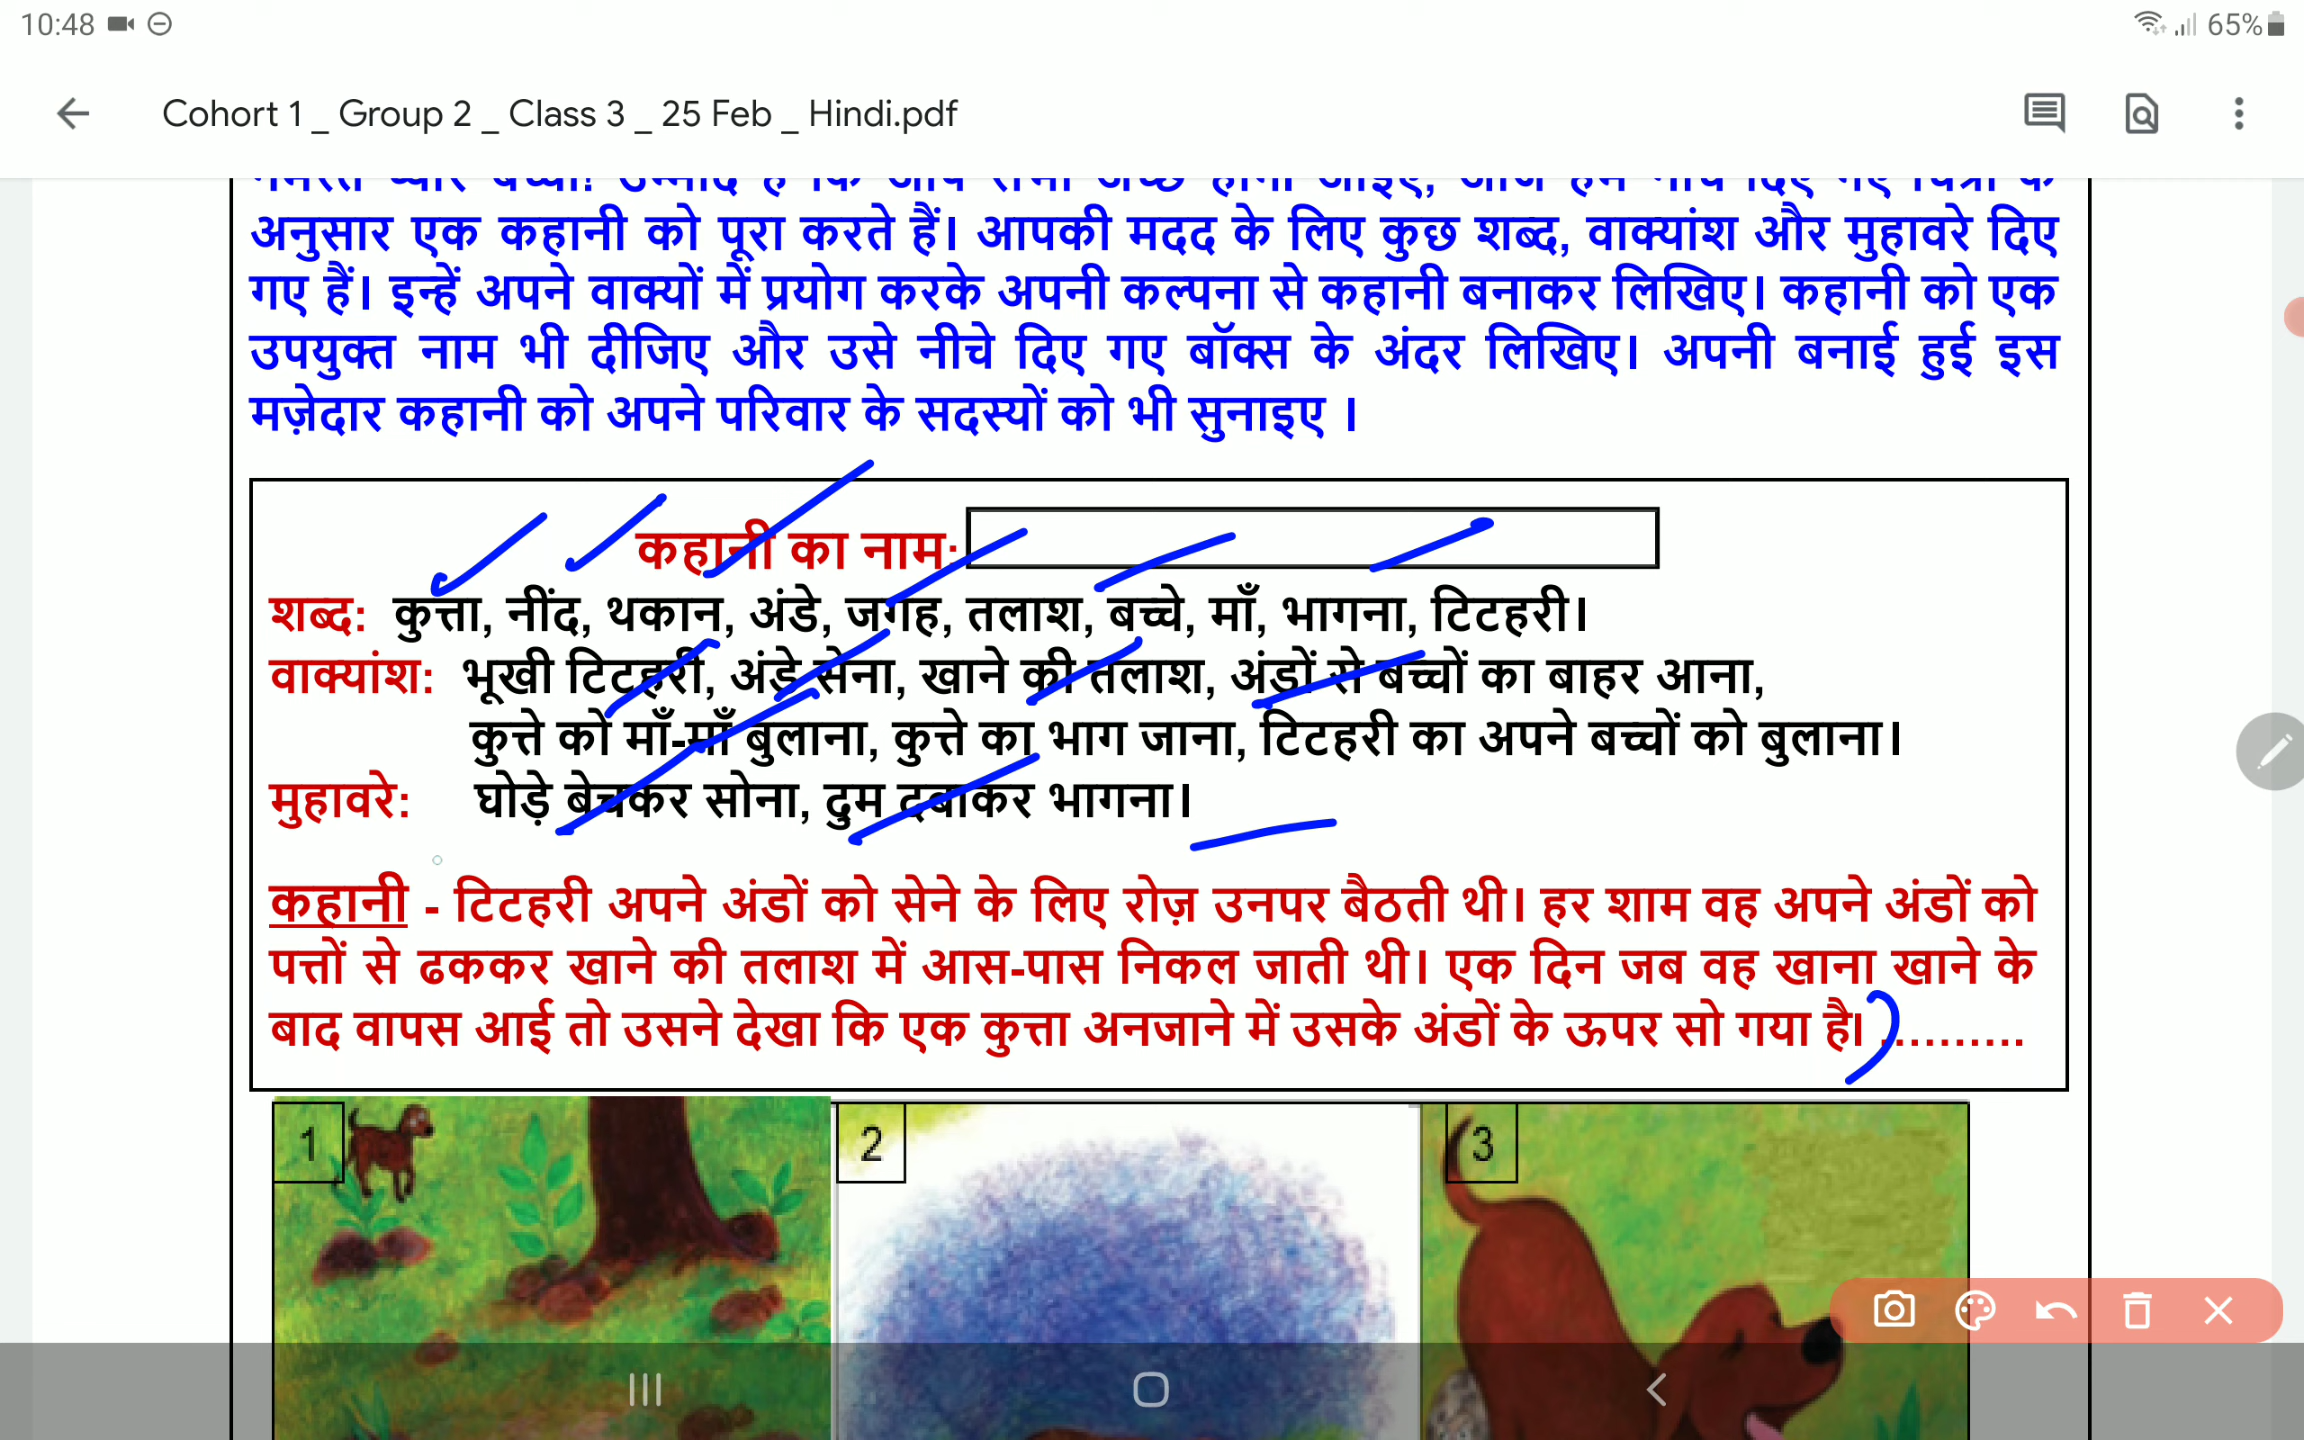 10:48
65%
Cohort 1 _ Group 2 _ Class 3 _ 25 Feb _ Hindi.pdf
अनुसार एक कहानी को पूरा करते हैं। आपकी मदद के लिए कुछ शब्द, वाक्यांश और मुहावरे दिए
गए हैं। इन्हें अपने वाक्यों में प्रयोग करके अपनी कल्पना से कहानी बनाकर लिखिए। कहानी को एक
उपयुक्त नाम भी दीजिए और उसे नीचे दिए गए बॉक्स के अंदर लिखिए। अपनी बनाई हुई इस
मज़ेदार कहानी को अपने परिवार के सदस्यों को भी सुनाइए ।
कहानी का नाम:
शब्द: कुत्ता, नींद, थकान, अंडे, जगह, तलाश, बच्चे, माँ, भागना, टिटहरी।
वाक्यांश: भूखी टिटहरी, अंडे सेना, खाने की तलाश, अंडों से बच्चों का बाहर आना,
कुत्ते को माँ-माँ बुलाना, कुत्ते का भाग जाना, टिटहरी का अपने बच्चों को बुलाना।
मुहावरे: घोड़े बेचकर सोना, दुम दबाकर भागना।
कहानी - टिटहरी अपने अंडों को सेने के लिए रोज़ उनपर बैठती थी। हर शाम वह अपने अंडों को
पत्तों से ढककर खाने की तलाश में आस-पास निकल जाती थी। एक दिन जब वह खाना खाने के
बाद वापस आई तो उसने देखा कि एक कुत्ता अनजाने में उसके अंडों के ऊपर सो गया है। ..........
1
2
3